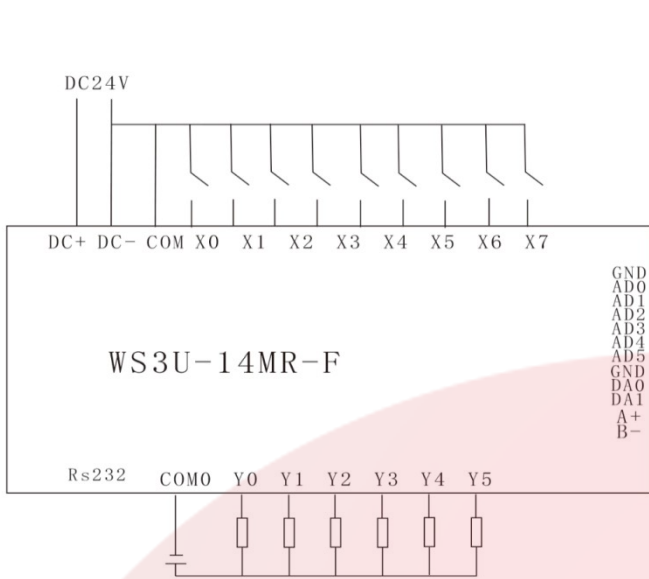 DC24V
DC+ DC- COM X0 X1 X2 X3 X4 X5 X6 X7
GND
AD0
AD1
AD2
AD3
AD4
AD5
GND
DA0
DA1
A+
B-
WS3U-14MR-F
Rs232 COM0 Y0 Y1 Y2 Y3 Y4 Y5